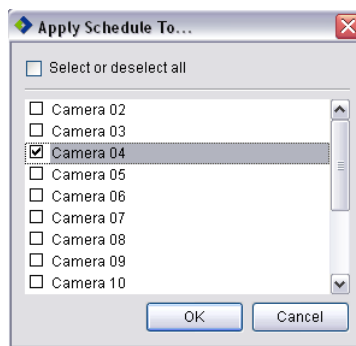 Apply Schedule To...
Select or deselect all
Camera 02
Camera 03
Camera 04
Camera 05
Camera 06
Camera 07
Camera 08
Camera 09
Camera 10
OK Cancel